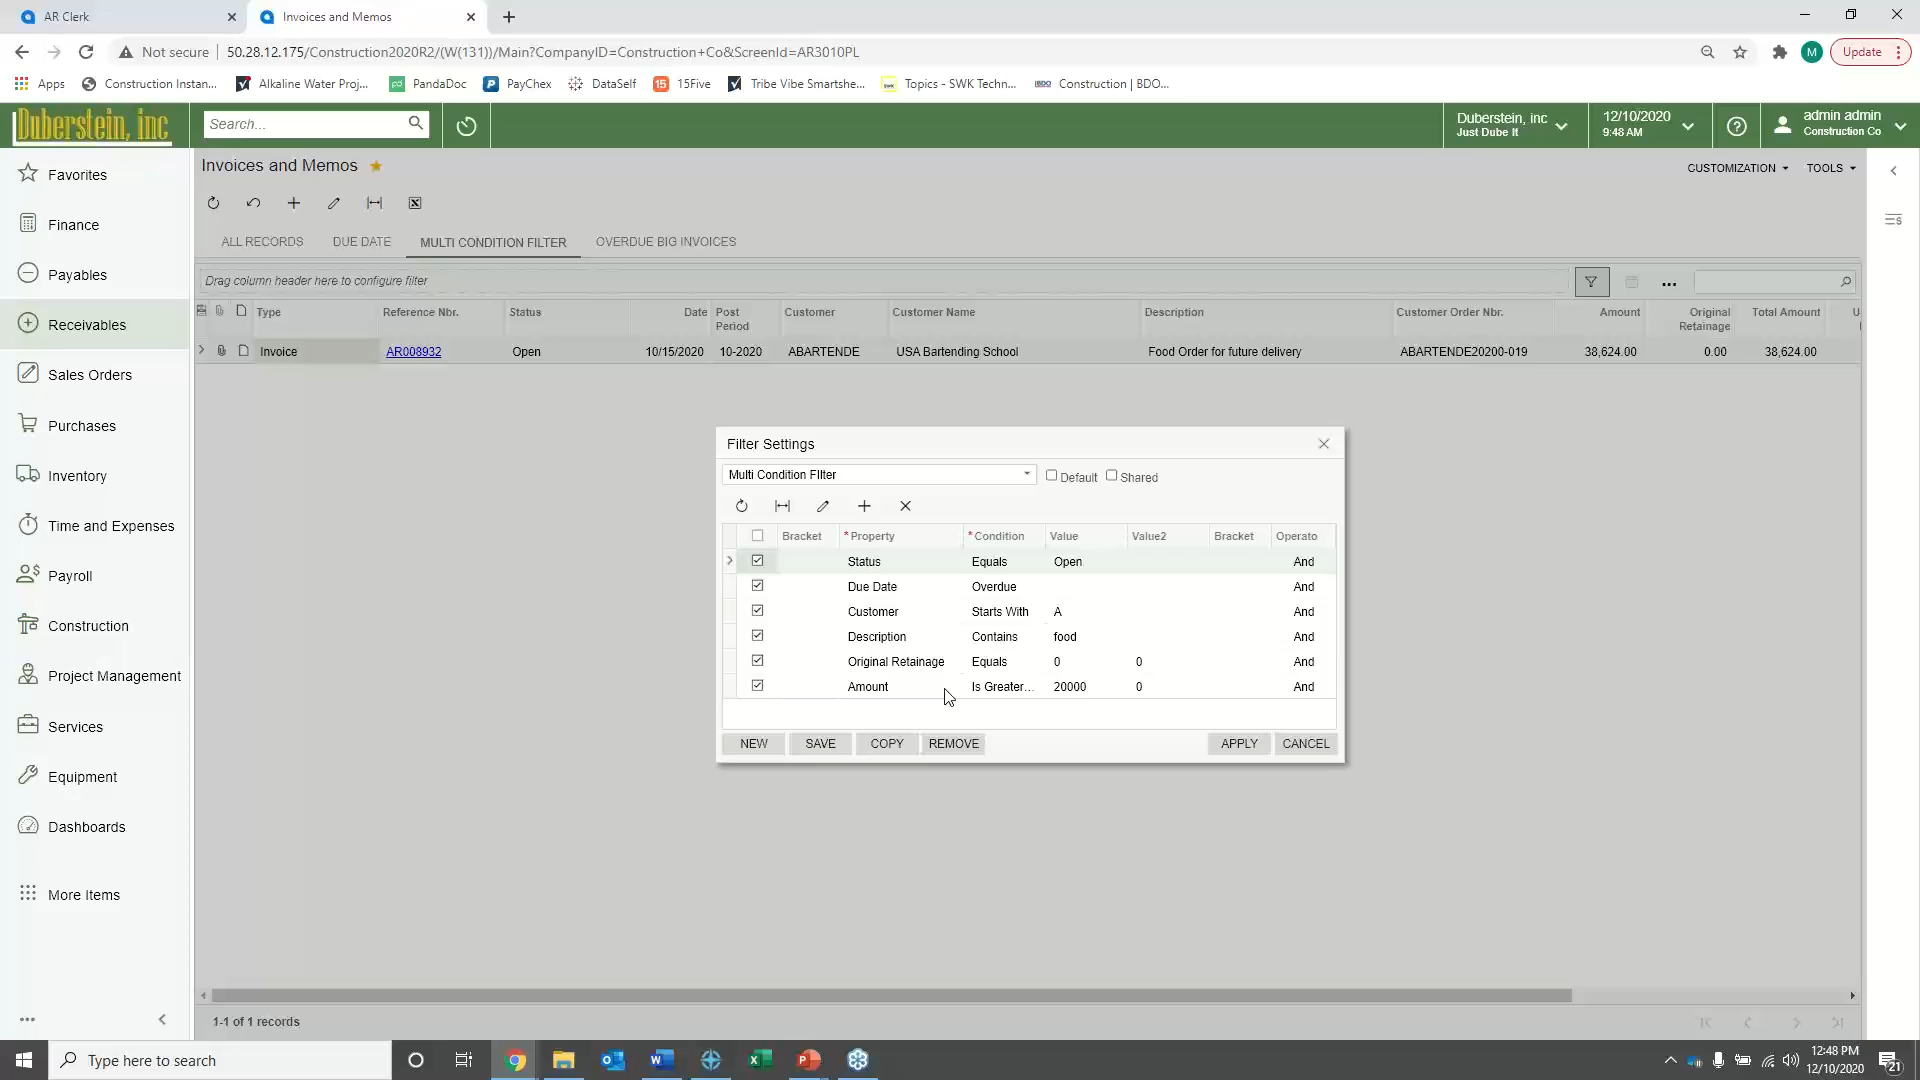 AR Clerk
Invoices and Memos
Not secure
50.28.12.175/Construction2020R2/(W(131))/Main?CompanyID=Construction+Co&ScreenId=AR3010PL
M
Update
Apps
Construction Instan...
Alkaline Water Proj...
PandaDoc
PayChex
DataSelf
15Five
Tribe Vibe Smartshe...
Topics - SWK Techn...
Construction | BDO...
Duberstein, inc
Search...
Duberstein, inc
Just Dube It
12/10/2020
9:48 AM
admin admin
Construction Co
Favorites
Finance
Payables
Receivables
Sales Orders
Purchases
Inventory
Time and Expenses
Payroll
Construction
Project Management
Services
Equipment
Dashboards
More Items
Invoices and Memos
CUSTOMIZATION
TOOLS
ALL RECORDS
DUE DATE
MULTI CONDITION FILTER
OVERDUE BIG INVOICES
Drag column header here to configure filter
Type Reference Nbr. Status Date Post Period Customer Customer Name Description Customer Order Nbr. Amount Original Retainage Total Amount U
Invoice AR008932 Open 10/15/2020 10-2020 ABARTENDE USA Bartending School Food Order for future delivery ABARTENDE20200-019 38,624.00 0.00 38,624.00
Filter Settings
Multi Condition FIlter
Default
Shared
Bracket *Property *Condition Value Value2 Bracket Operato
Status Equals Open And
Due Date Overdue And
Customer Starts With A And
Description Contains food And
Original Retainage Equals 0 0 And
Amount Is Greater... 20000 0 And
NEW
SAVE
COPY
REMOVE
APPLY
CANCEL
1-1 of 1 records
Type here to search
12:48 PM
12/10/2020
21